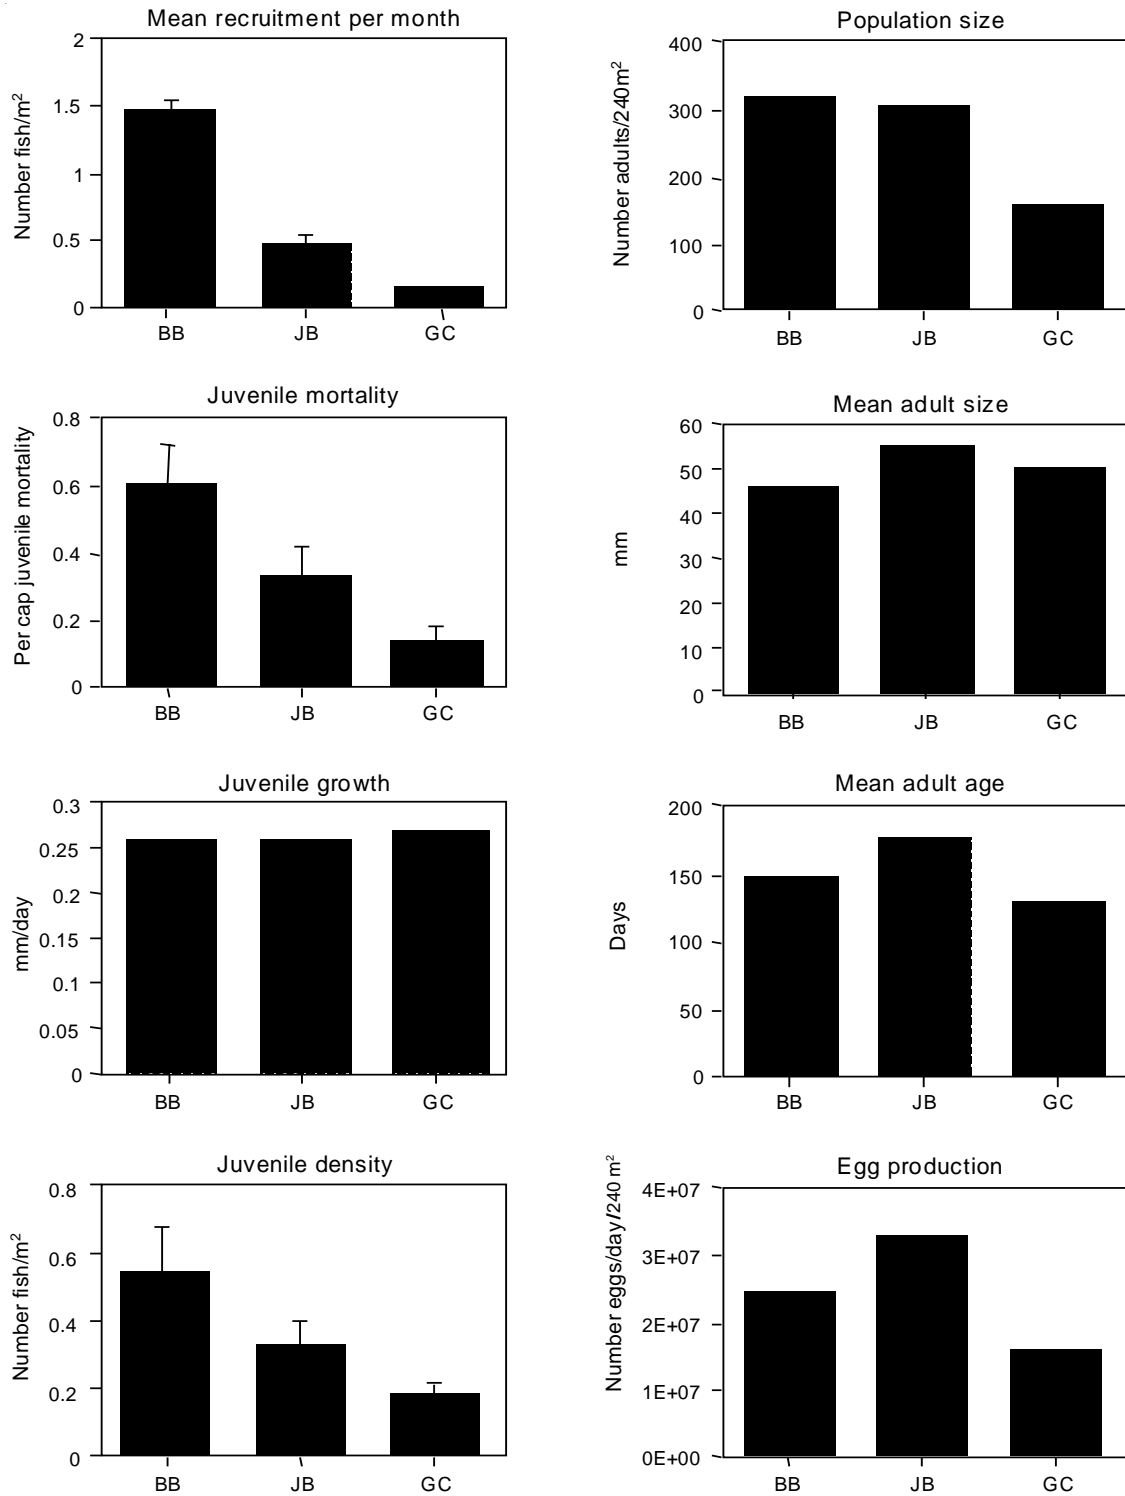 Mean recruitment per month
Number fish/m²
2
1.5
1
0.5
0
BB JB GC
Population size
Number adults/240m²
400
300
200
100
0
BB JB GC
Juvenile mortality
Per cap juvenile mortality
0.8
0.6
0.4
0.2
0
BB JB GC
Mean adult size
mm
60
50
40
30
20
10
0
BB JB GC
Juvenile growth
mm/day
0.3
0.25
0.2
0.15
0.1
0.05
0
BB JB GC
Mean adult age
Days
200
150
100
50
0
BB JB GC
Juvenile density
Number fish/m²
0.8
0.6
0.4
0.2
0
BB JB GC
Egg production
Number eggs/day/240 m²
4E+07
3E+07
2E+07
1E+07
0E+00
BB JB GC